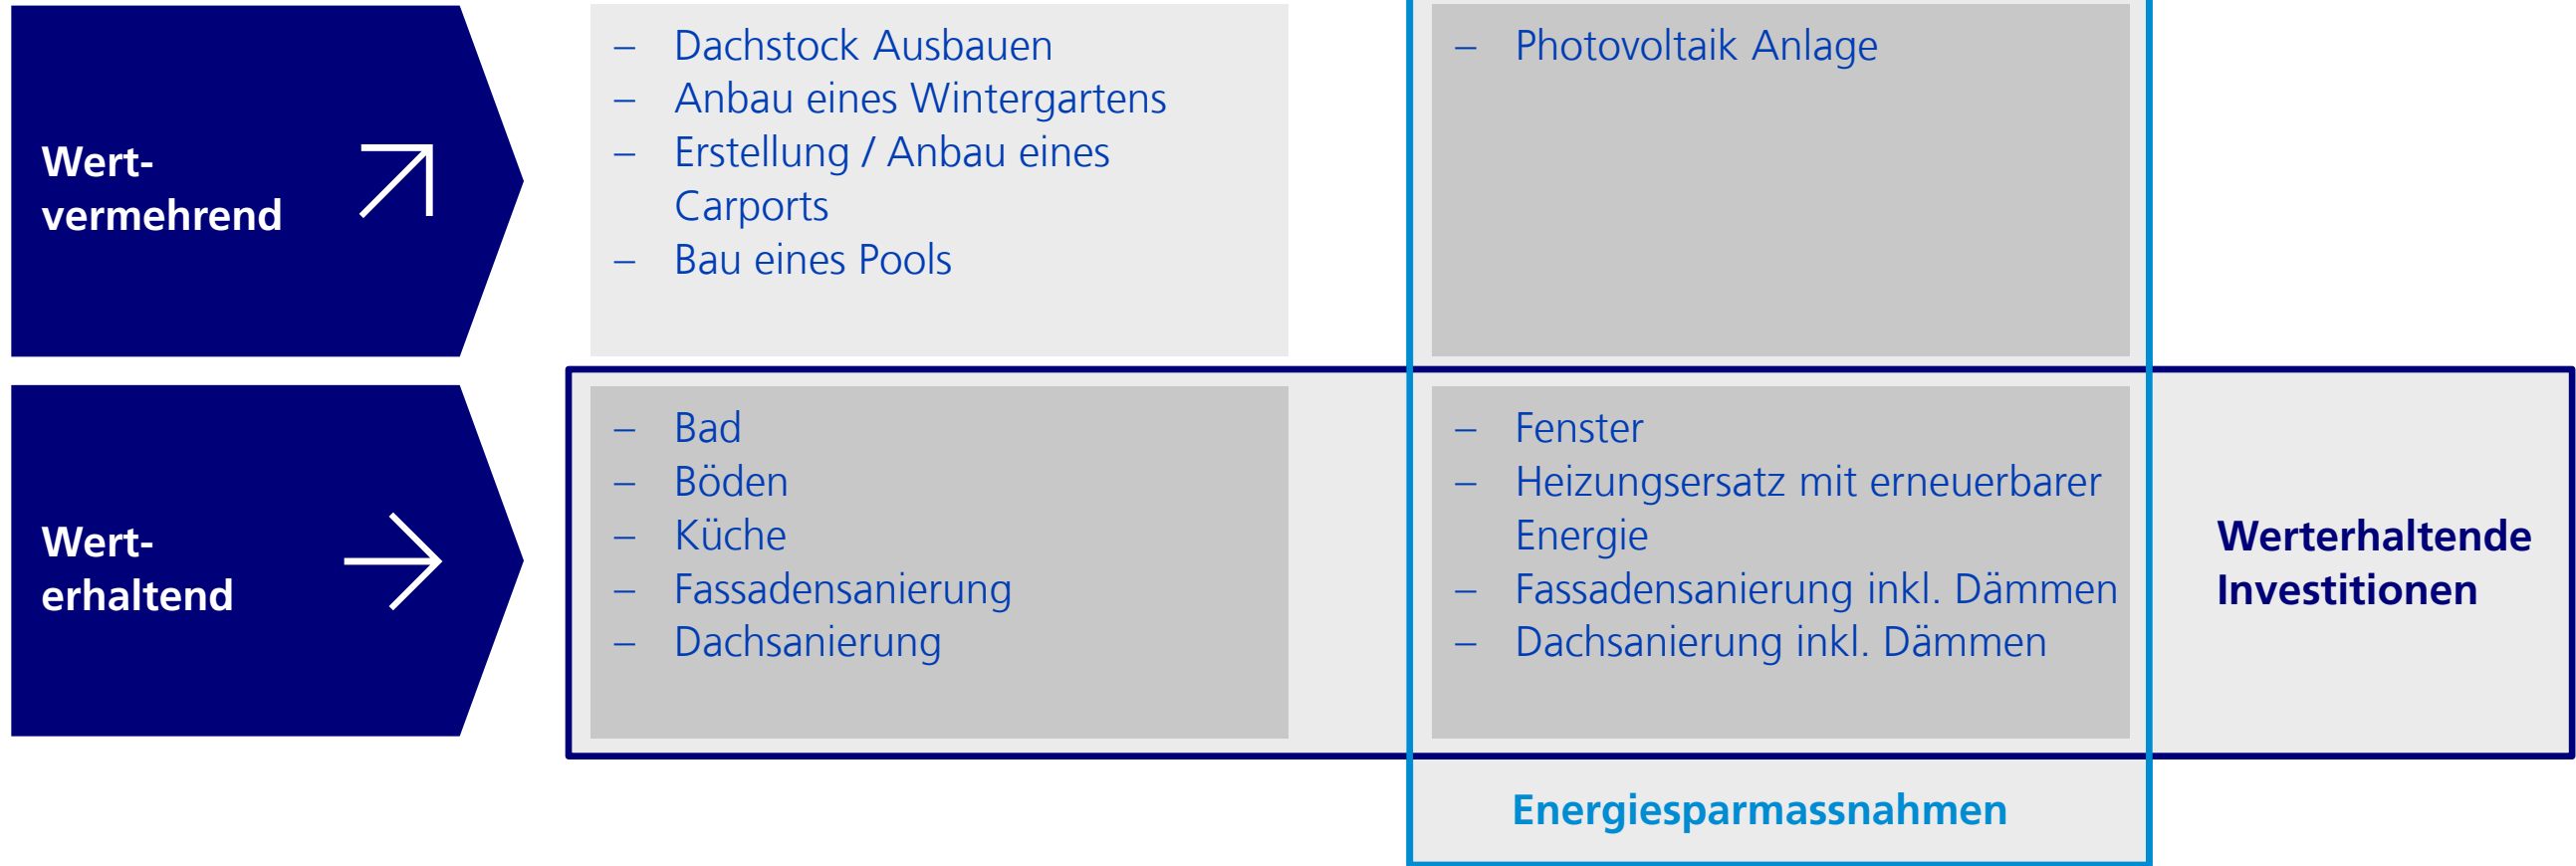 Wert-
vermehrend
– Dachstock Ausbauen
– Anbau eines Wintergartens
– Erstellung / Anbau eines
Carports
– Bau eines Pools
– Photovoltaik Anlage
Wert-
erhaltend
– Bad
– Böden
– Küche
– Fassadensanierung
– Dachsanierung
– Fenster
– Heizungsersatz mit erneuerbarer
Energie
– Fassadensanierung inkl. Dämmen
– Dachsanierung inkl. Dämmen
Werterhaltende
Investitionen
Energiesparmassnahmen